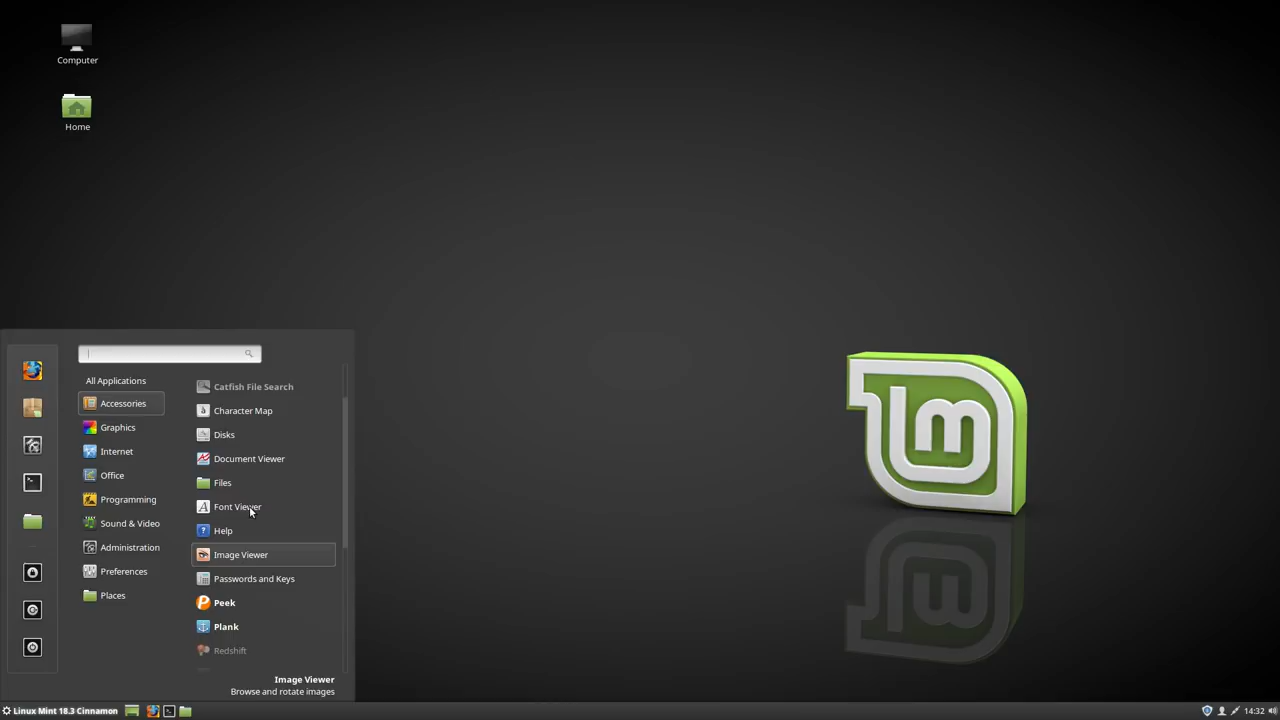 Computer
Home
All Applications
Accessories
Graphics
Internet
Office
Programming
Sound & Video
Administration
Preferences
Places
Catfish File Search
Character Map
Disks
Document Viewer
Files
Font Viewer
Help
Image Viewer
Passwords and Keys
Peek
Plank
Redshift
Image Viewer
Browse and rotate images
Linux Mint 18.3 Cinnamon
14:32